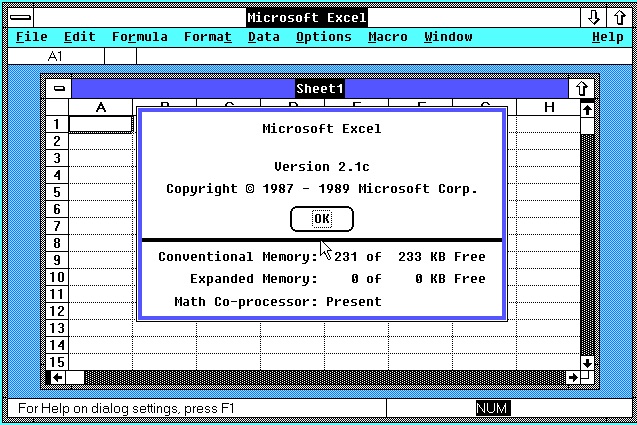 Microsoft Excel
File Edit Formula Format Data Options Macro Window Help
A1
Sheet1
A B C D E F G H
1
2
3
4
5
6
7
8
9
10
11
12
13
14
15
Microsoft Excel
Version 2.1c
Copyright © 1987 - 1989 Microsoft Corp.
OK
Conventional Memory: 231 of 233 KB Free
Expanded Memory: 0 of 0 KB Free
Math Co-processor: Present
For Help on dialog settings, press F1 NUM